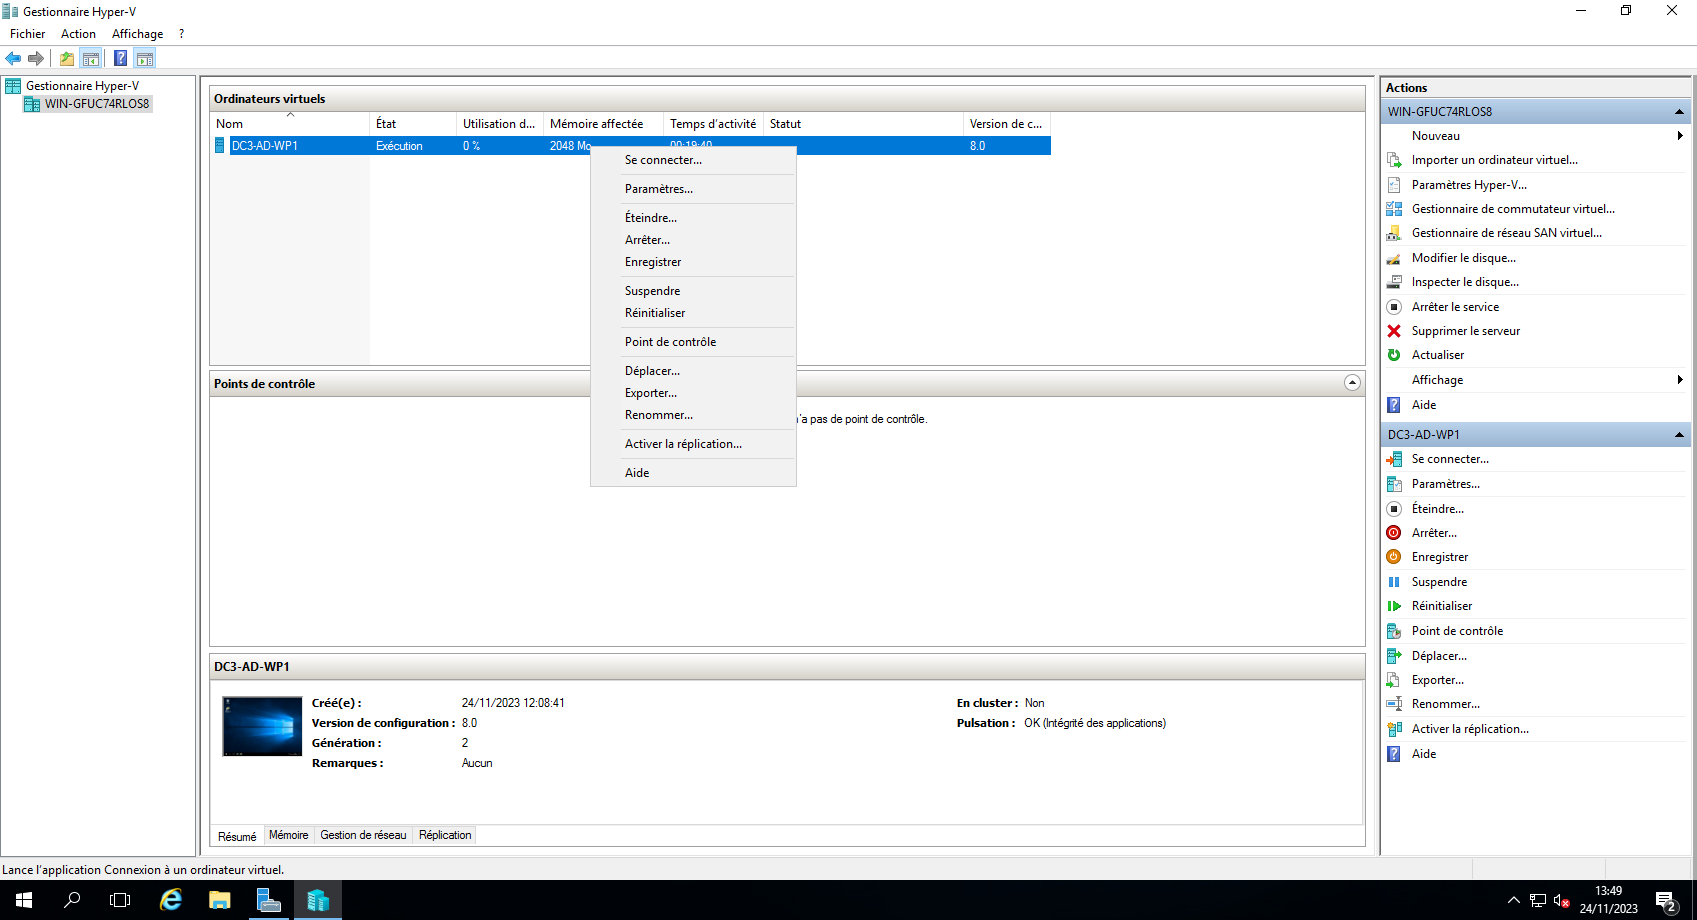 Gestionnaire Hyper-V
Fichier Action Affichage ?
Gestionnaire Hyper-V
WIN-GFUC74RLOS8
Ordinateurs virtuels
Nom État Utilisation d... Mémoire affectée Temps d'activité Statut Version de c...
DC3-AD-WP1 Exécution 0 % 2048 Mo 00:19:40 8.0
Se connecter...
Paramètres...
Éteindre...
Arrêter...
Enregistrer
Suspendre
Réinitialiser
Point de contrôle
Déplacer...
Exporter...
Renommer...
Activer la réplication...
Aide
Points de contrôle
n'a pas de point de contrôle.
DC3-AD-WP1
Créé(e) : 24/11/2023 12:08:41 En cluster : Non
Version de configuration : 8.0 Pulsation : OK (Intégrité des applications)
Génération : 2
Remarques : Aucun
Résumé Mémoire Gestion de réseau Réplication
Actions
WIN-GFUC74RLOS8
Nouveau
Importer un ordinateur virtuel...
Paramètres Hyper-V...
Gestionnaire de commutateur virtuel...
Gestionnaire de réseau SAN virtuel...
Modifier le disque...
Inspecter le disque...
Arrêter le service
Supprimer le serveur
Actualiser
Affichage
Aide
DC3-AD-WP1
Se connecter...
Paramètres...
Éteindre...
Arrêter...
Enregistrer
Suspendre
Réinitialiser
Point de contrôle
Déplacer...
Exporter...
Renommer...
Activer la réplication...
Aide
Lance l'application Connexion à un ordinateur virtuel.
13:49
24/11/2023
2